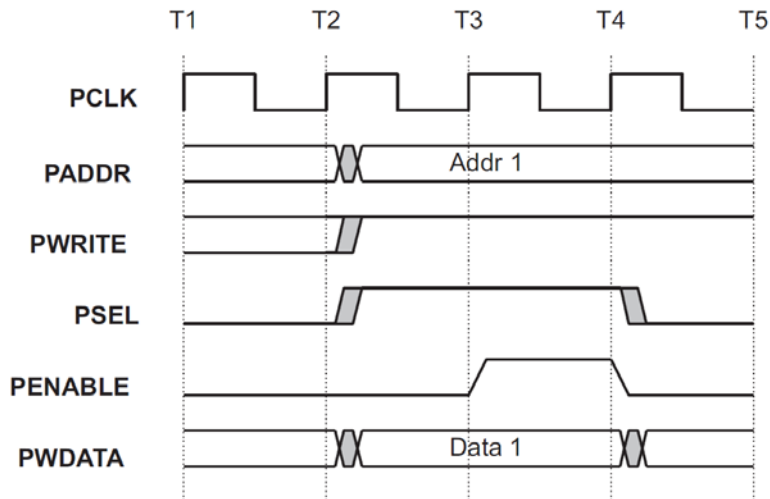 T1 T2 T3 T4 T5
PCLK
PADDR Addr 1
PWRITE
PSEL
PENABLE
PWDATA Data 1